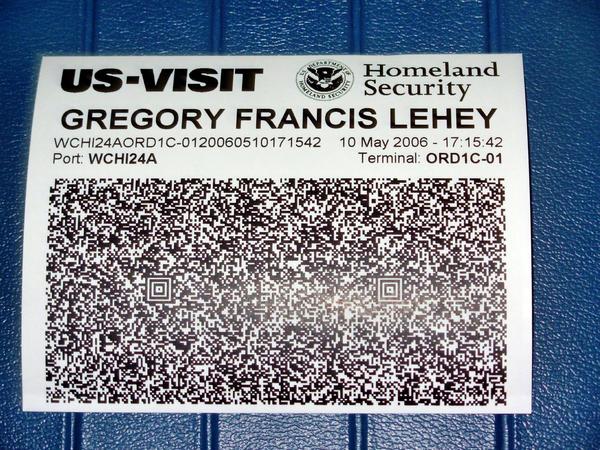 US-VISIT
Homeland
Security
GREGORY FRANCIS LEHEY
WCHI24AORD1C-0120060510171542 10 May 2006 - 17:15:42
Port: WCHI24A Terminal: ORD1C-01